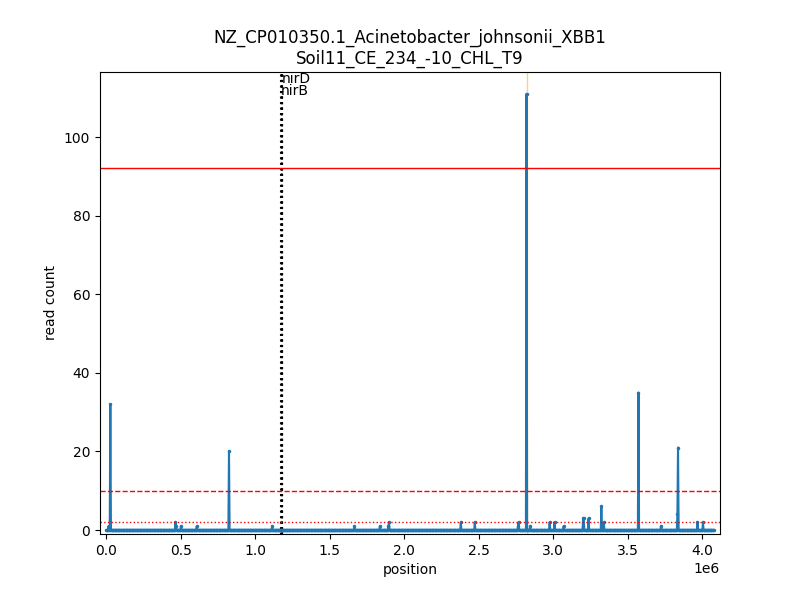 NZ_CP010350.1_Acinetobacter_johnsonii_XBB1
Soil11_CE_234_-10_CHL_T9
nirD
nirB
read count
100
80
60
40
20
0
0.0 0.5 1.0 1.5 2.0 2.5 3.0 3.5 4.0
1e6
position